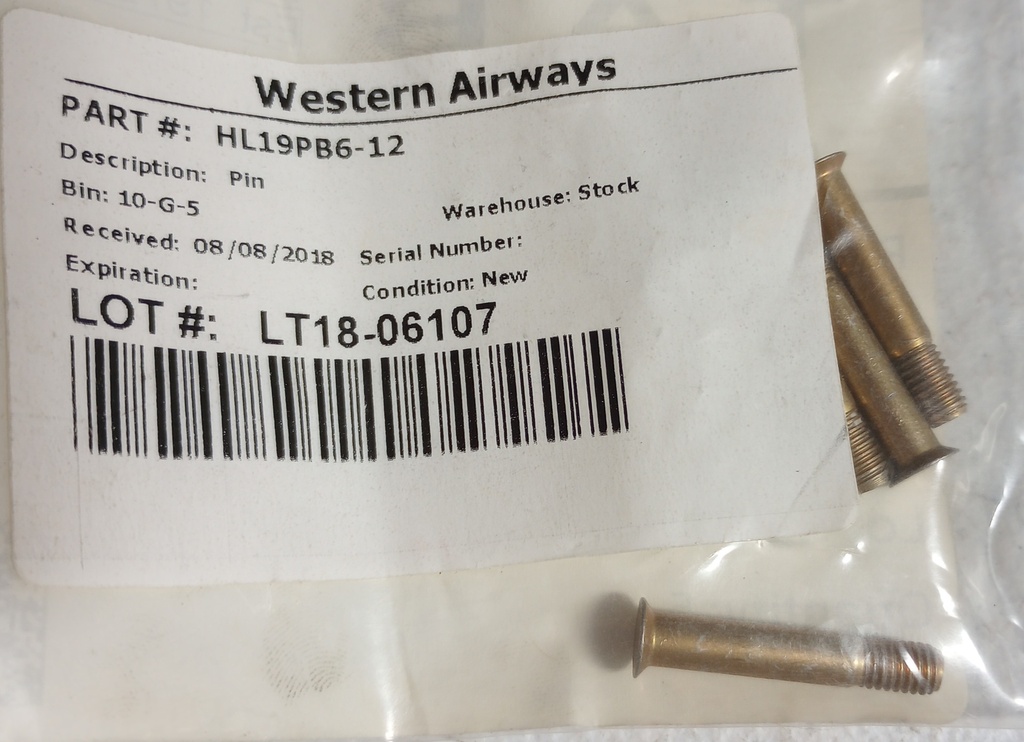 Western Airways
PART #: HL19PB6-12
Description: Pin
Bin: 10-G-5 Warehouse: Stock
Received: 08/08/2018 Serial Number:
Expiration: Condition: New
LOT #: LT18-06107